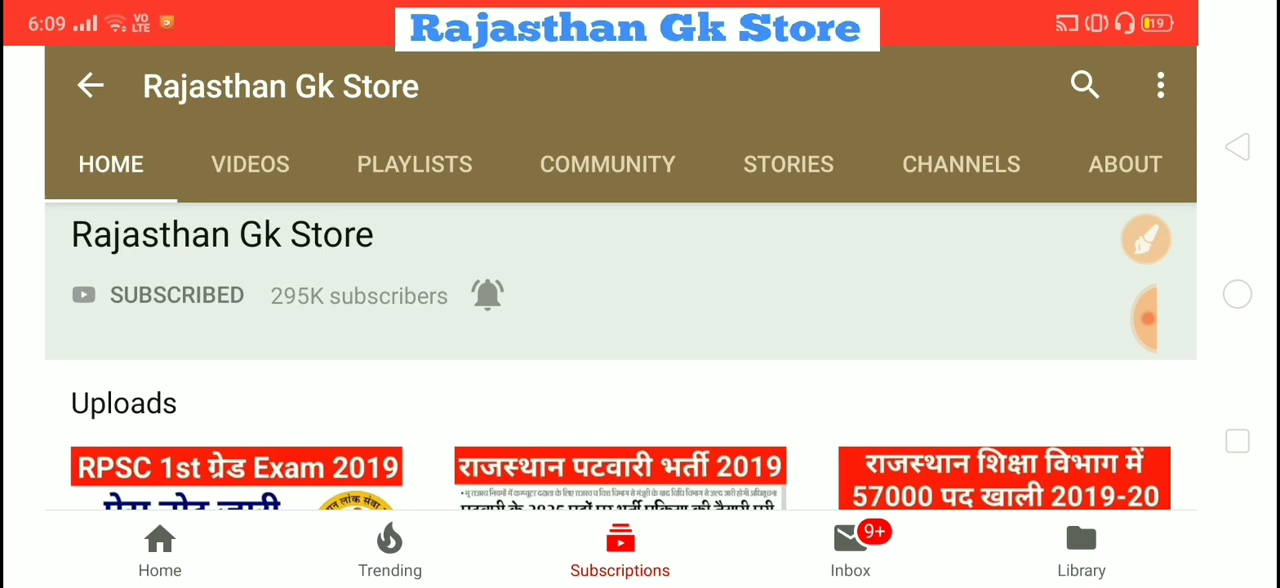 6:09 VO LTE
19
Rajasthan Gk Store
Rajasthan Gk Store
HOME VIDEOS PLAYLISTS COMMUNITY STORIES CHANNELS ABOUT
Rajasthan Gk Store
SUBSCRIBED 295K subscribers
Uploads
RPSC 1st ग्रेड Exam 2019
राजस्थान पटवारी भर्ती 2019
राजस्थान शिक्षा विभाग में
57000 पद खाली 2019-20
Home Trending Subscriptions Inbox 9+ Library